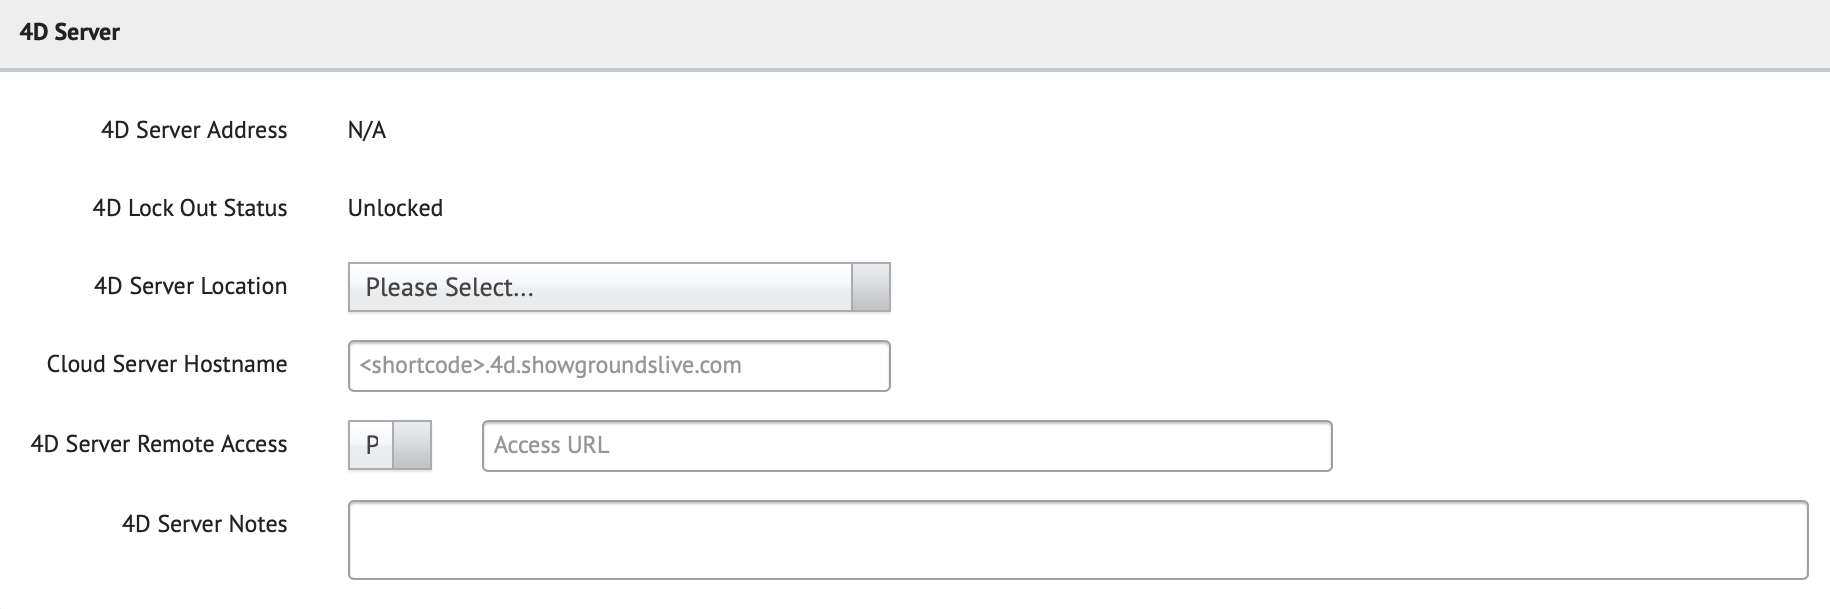 4D Server
4D Server Address N/A
4D Lock Out Status Unlocked
4D Server Location Please Select...
Cloud Server Hostname <shortcode>.4d.showgroundslive.com
4D Server Remote Access P Access URL
4D Server Notes